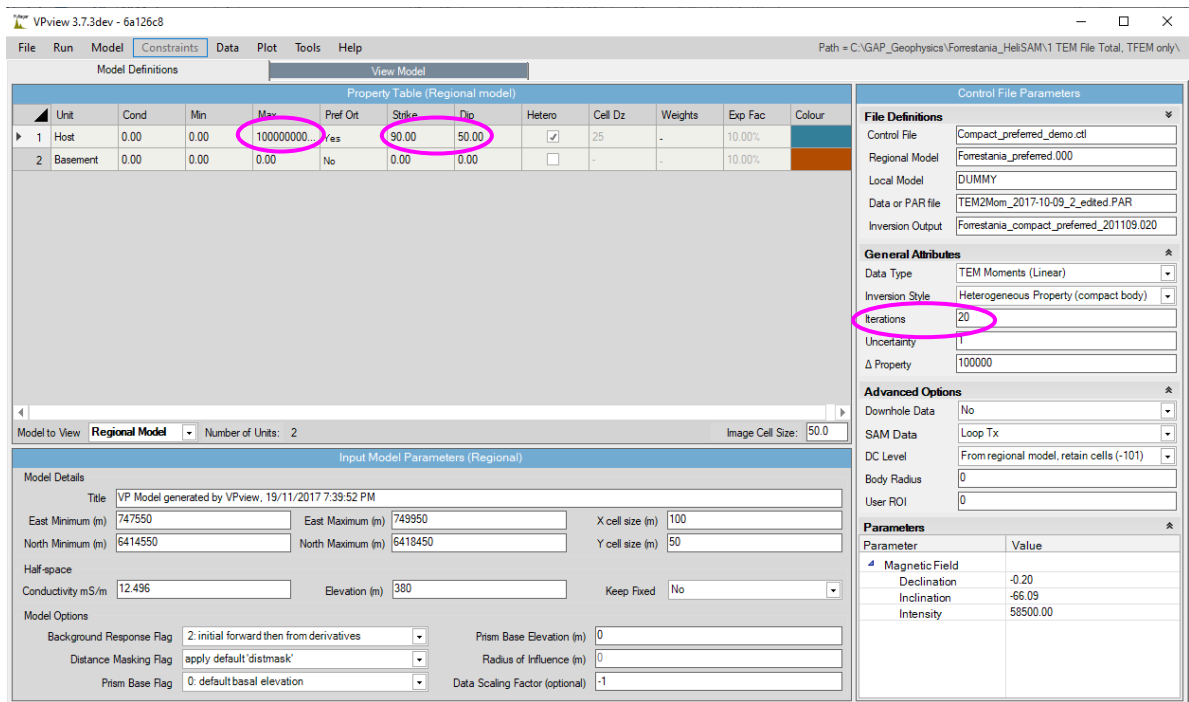 VPview 3.7.3dev - 6a126c8
File Run Model Constraints Data Plot Tools Help Path = C:\GAP_Geophysics\Forrestania_HeliSAM\1 TEM File Total, TFEM only\
Model Definitions View Model
Property Table (Regional model)
Unit Cond Min Max Pref Ort Strike Dip Hetero Cell Dz Weights Exp Fac Colour
1 Host 0.00 0.00 100000000... Yes 90.00 50.00 25 - 10.00%
2 Basement 0.00 0.00 0.00 No 0.00 0.00 - - 10.00%
Model to View Regional Model Number of Units: 2 Image Cell Size: 50.0
Input Model Parameters (Regional)
Model Details
Title VP Model generated by VPview, 19/11/2017 7:39:52 PM
East Minimum (m) 747550 East Maximum (m) 749950 X cell size (m) 100
North Minimum (m) 6414550 North Maximum (m) 6418450 Y cell size (m) 50
Half-space
Conductivity mS/m 12.496 Elevation (m) 380 Keep Fixed No
Model Options
Background Response Flag 2: initial forward then from derivatives Prism Base Elevation (m) 0
Distance Masking Flag apply default 'distmask' Radius of Influence (m) 0
Prism Base Flag 0: default basal elevation Data Scaling Factor (optional) -1
Control File Parameters
File Definitions
Control File Compact_preferred_demo.ctl
Regional Model Forrestania_preferred.000
Local Model DUMMY
Data or PAR file TEM2Mom_2017-10-09_2_edited.PAR
Inversion Output Forrestania_compact_preferred_201109.020
General Attributes
Data Type TEM Moments (Linear)
Inversion Style Heterogeneous Property (compact body)
Iterations 20
Uncertainty 1
Δ Property 100000
Advanced Options
Downhole Data No
SAM Data Loop Tx
DC Level From regional model, retain cells (-101)
Body Radius 0
User ROI 0
Parameters
Parameter Value
Magnetic Field
Declination -0.20
Inclination -66.09
Intensity 58500.00